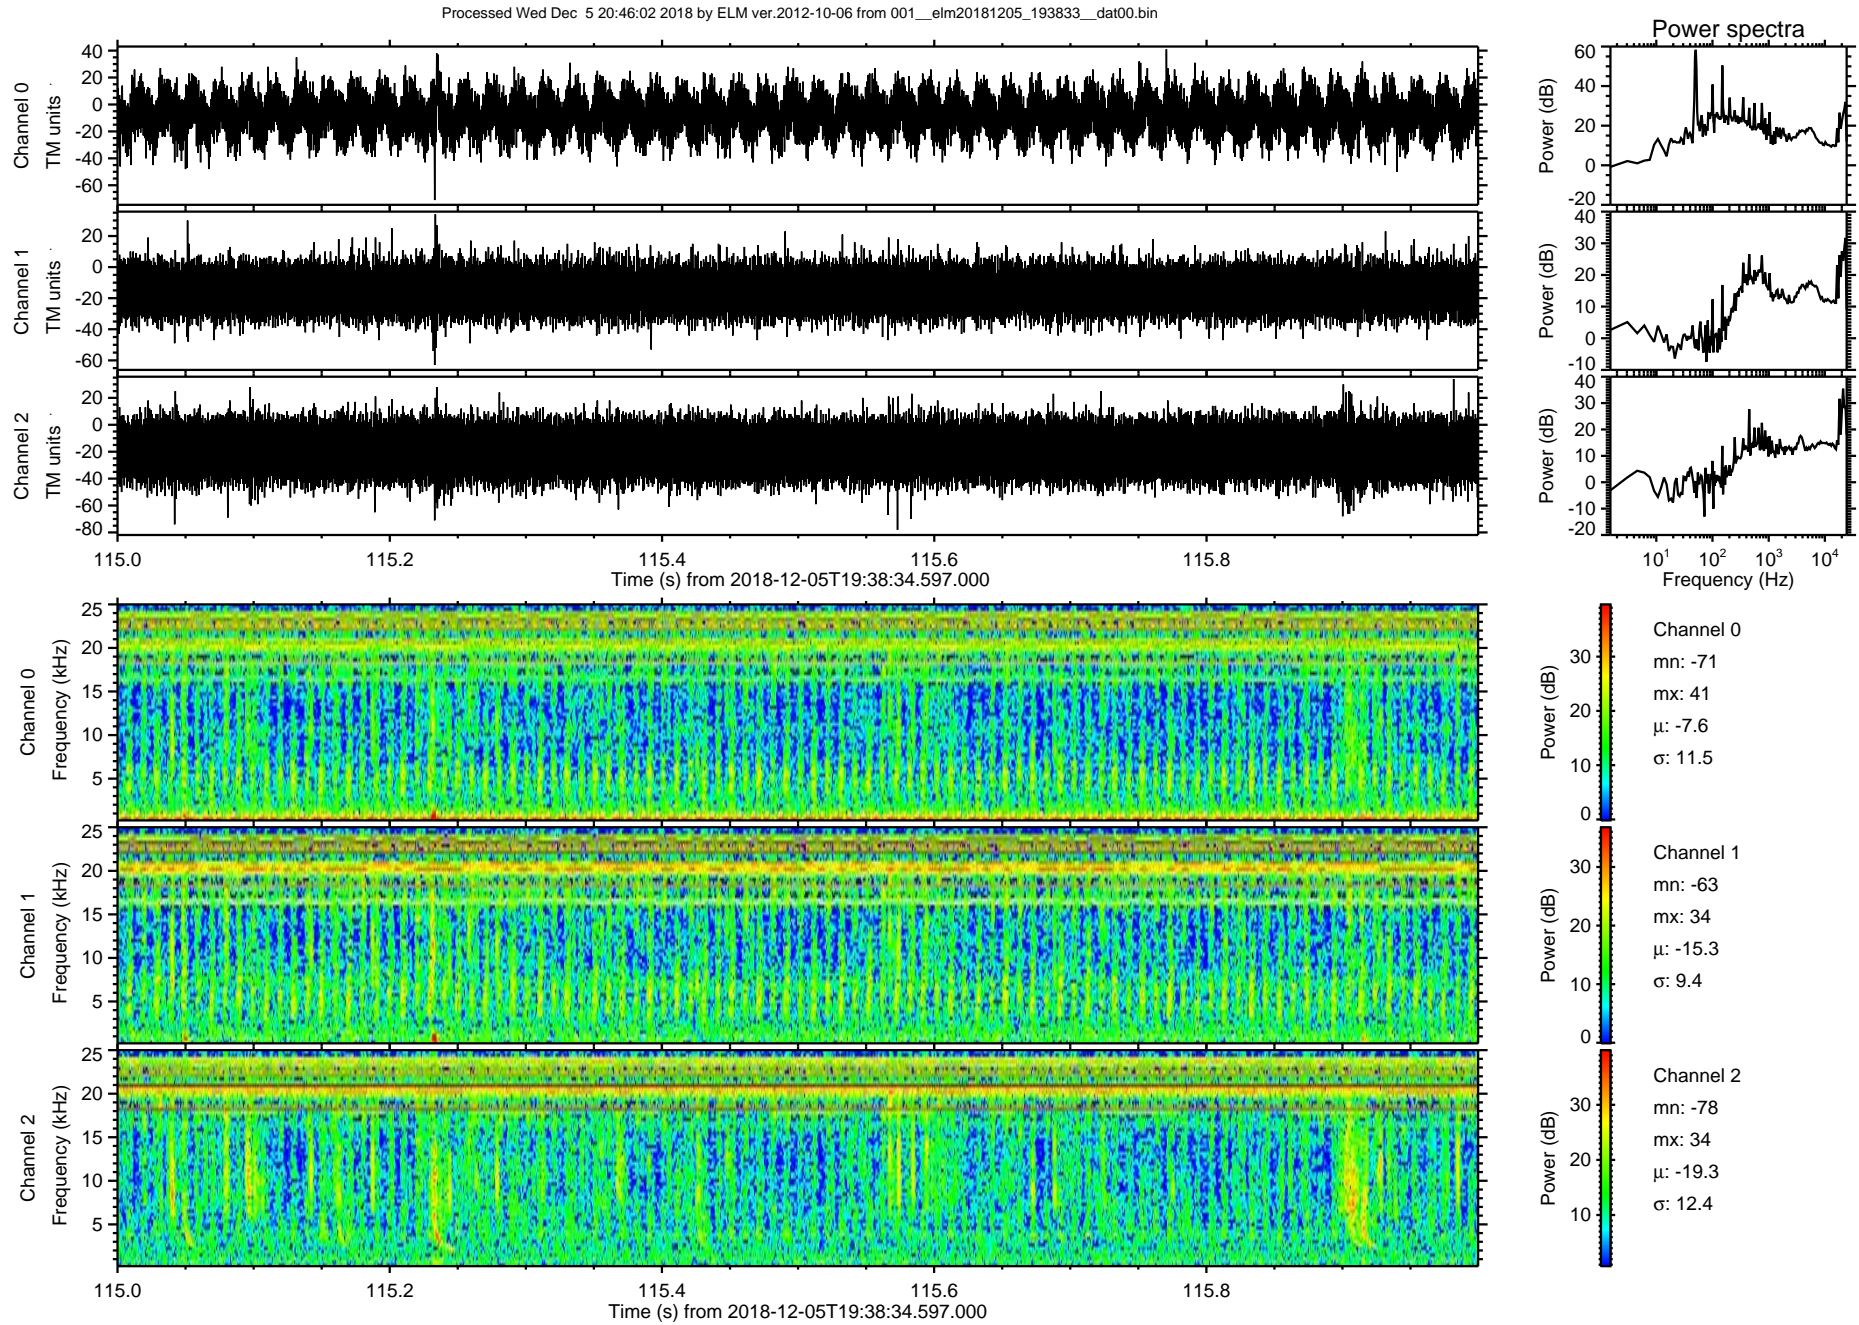 Processed Wed Dec  5 20:46:02 2018 by ELM ver.2012-10-06 from 001__elm20181205_193833__dat00.bin
Power spectra
Channel 0
TM units
40
20
0
-20
-40
-60
Power (dB)
60
40
20
0
-20
Channel 1
TM units
20
0
-20
-40
-60
Power (dB)
40
30
20
10
0
-10
Channel 2
TM units
20
0
-20
-40
-60
-80
Power (dB)
40
30
20
10
0
-10
-20
115.0 115.2 115.4 115.6 115.8
Time (s) from 2018-12-05T19:38:34.597.000
10¹ 10² 10³ 10⁴
Frequency (Hz)
Channel 0
Frequency (kHz)
25
20
15
10
5
Power (dB)
30
20
10
0
Channel 0
mn: -71
mx: 41
μ: -7.6
σ: 11.5
Channel 1
Frequency (kHz)
25
20
15
10
5
Power (dB)
30
20
10
0
Channel 1
mn: -63
mx: 34
μ: -15.3
σ: 9.4
Channel 2
Frequency (kHz)
25
20
15
10
5
Power (dB)
30
20
10
Channel 2
mn: -78
mx: 34
μ: -19.3
σ: 12.4
115.0 115.2 115.4 115.6 115.8
Time (s) from 2018-12-05T19:38:34.597.000